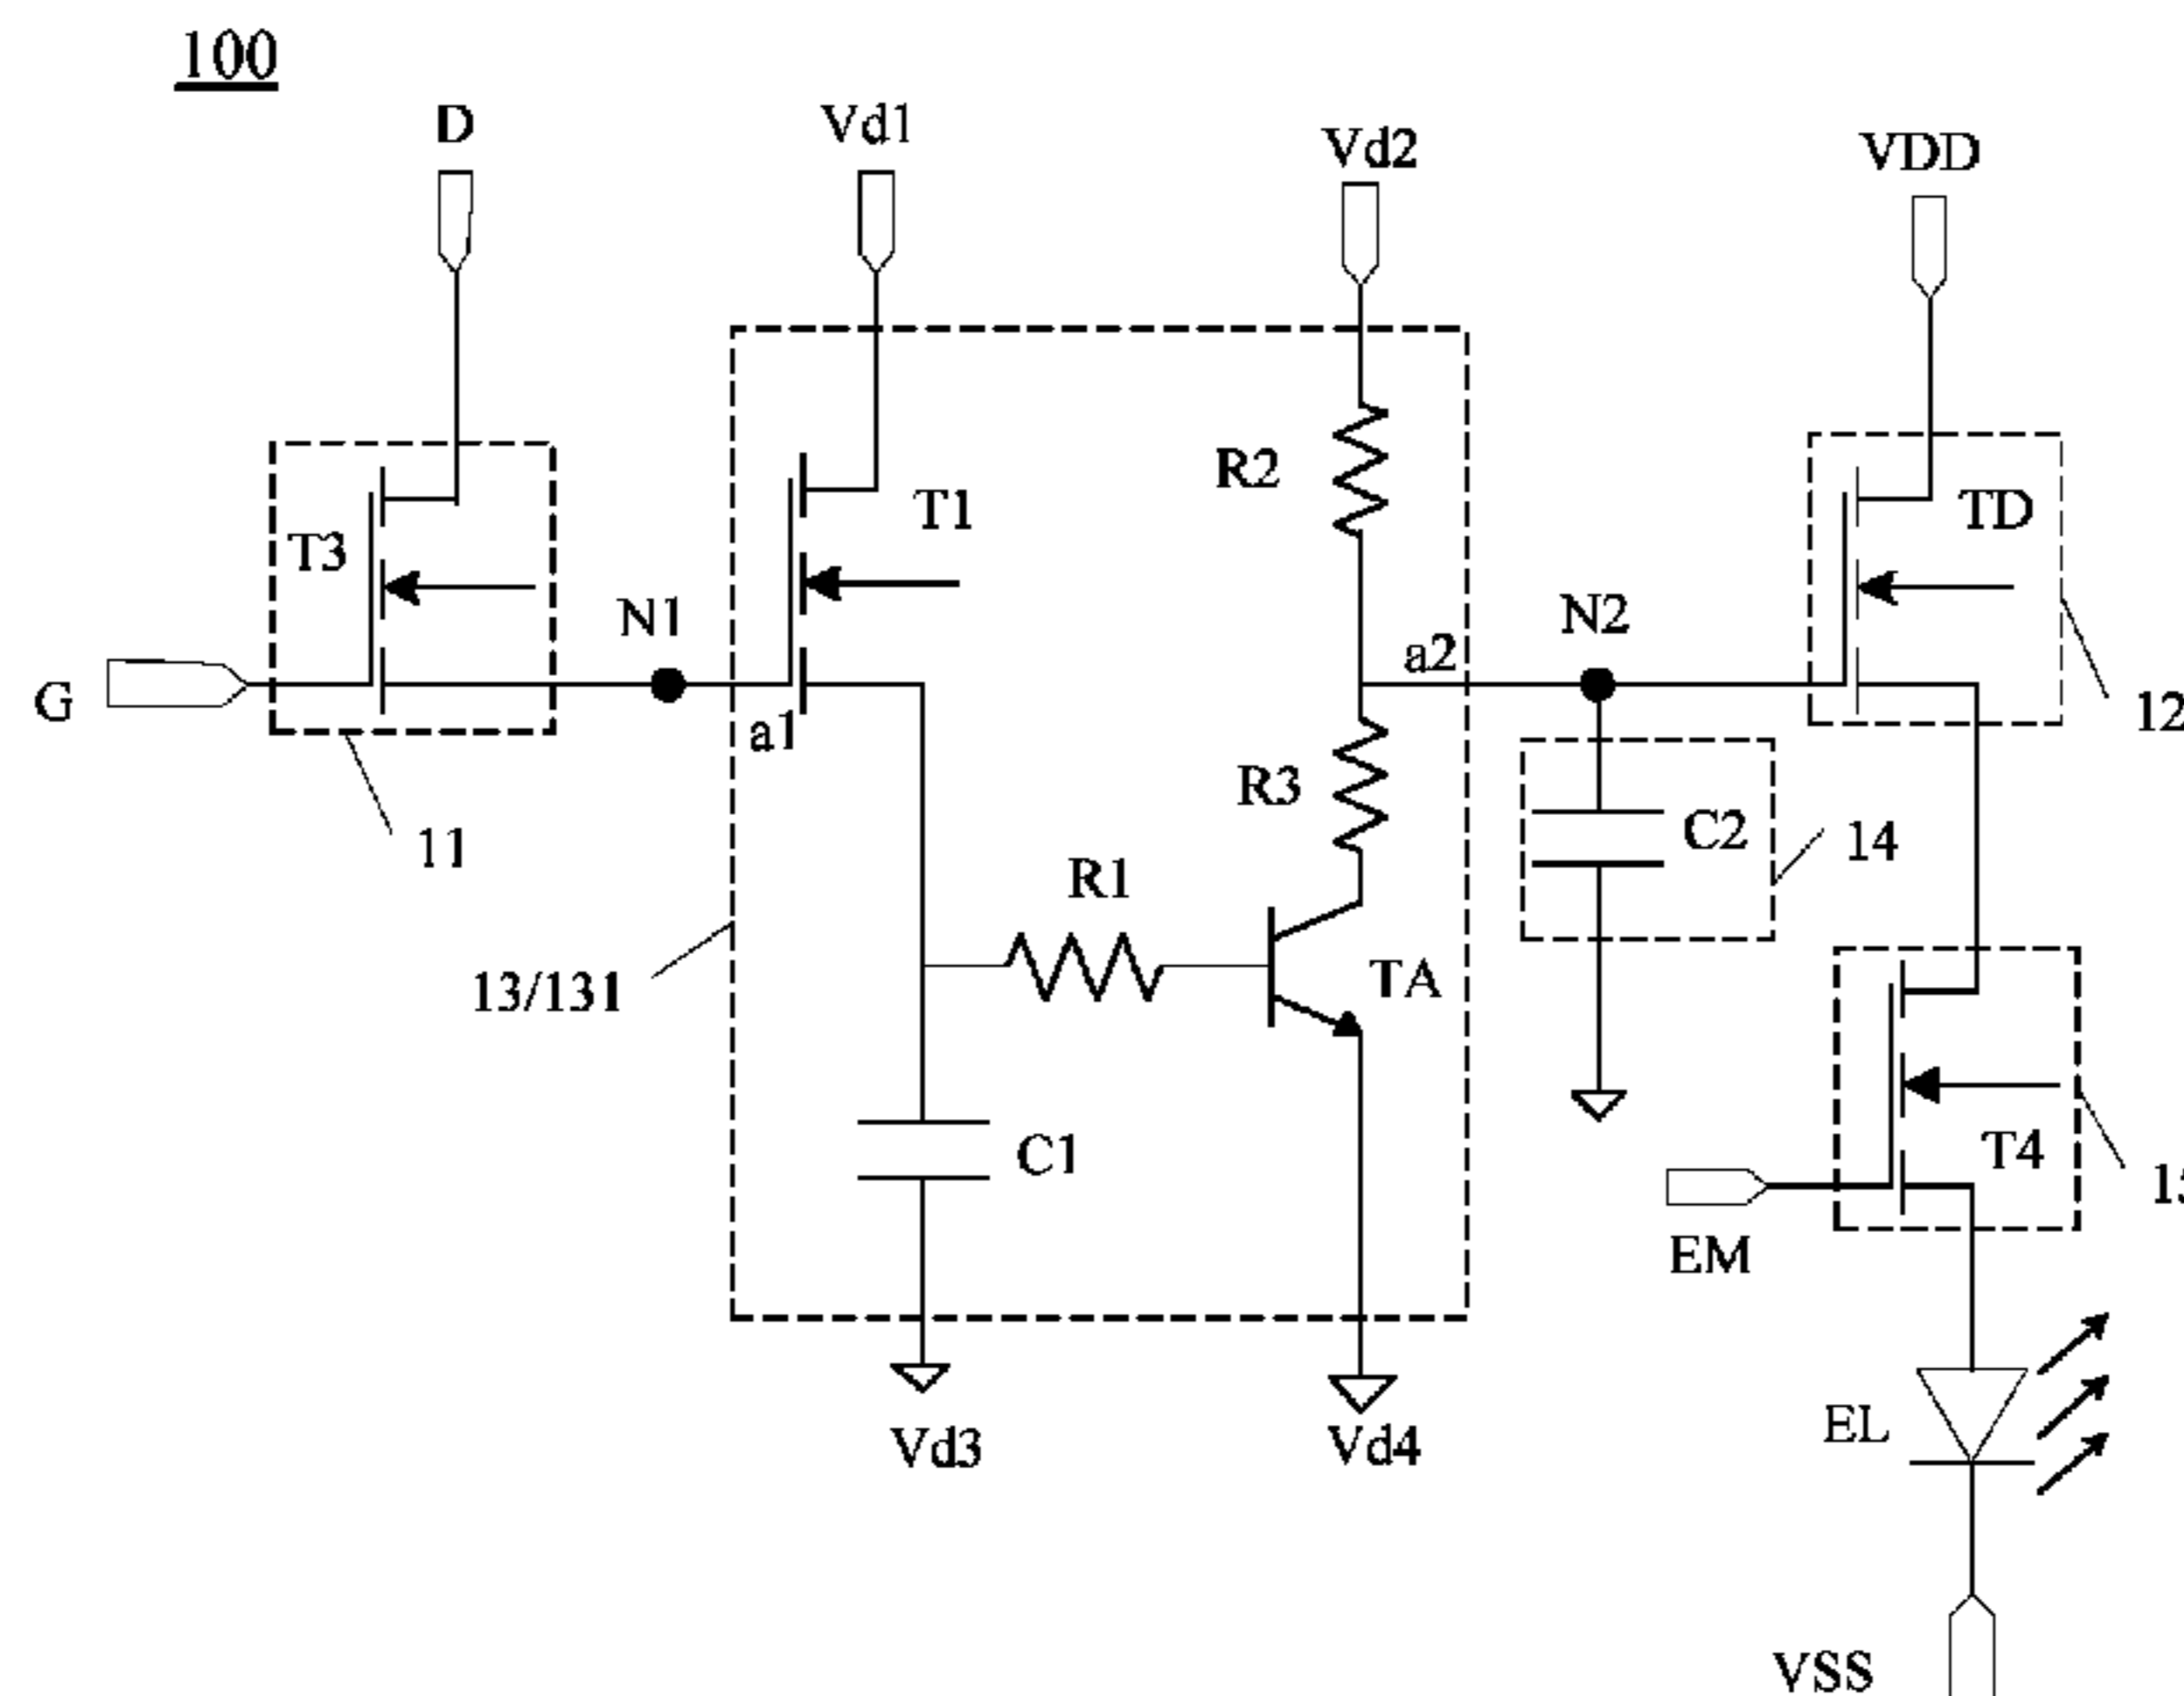 100
D
Vd1
Vd2
VDD
T3
T1
R2
TD
N1
N2
a2
G
a1
12
R3
11
C2
14
R1
13/131
TA
C1
T4
EM
Vd3
Vd4
EL
VSS